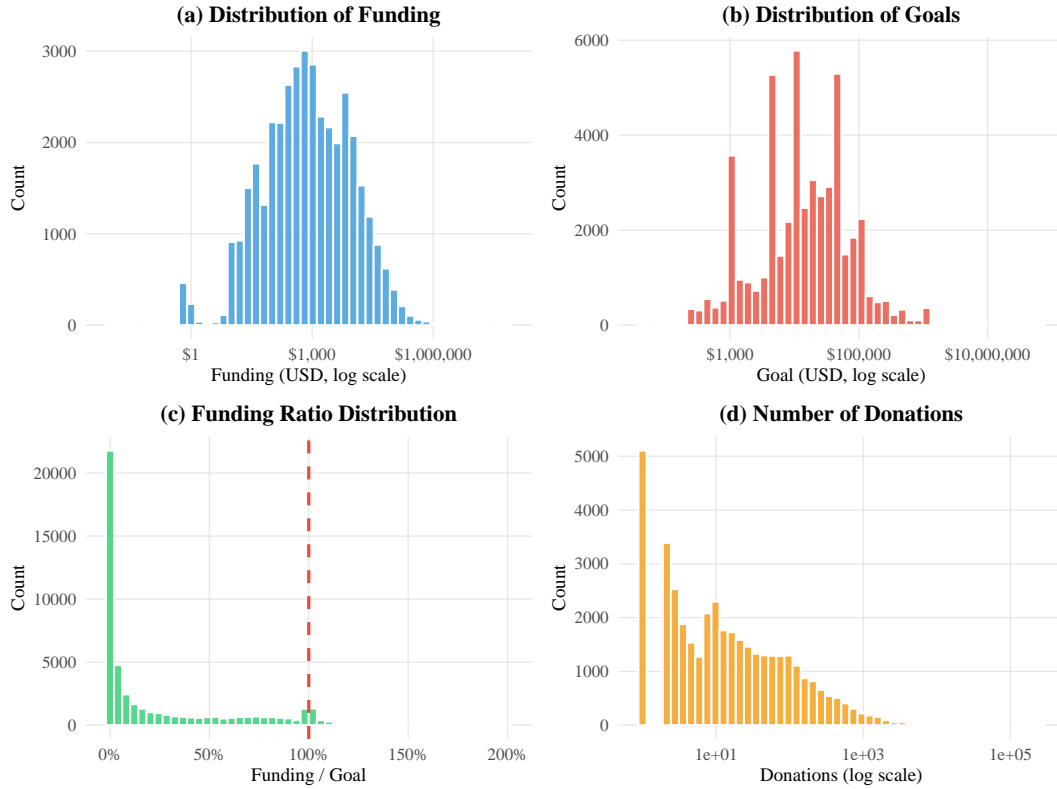 (a) Distribution of Funding
3000
2000
1000
0
Count
$1
$1,000
$1,000,000
Funding (USD, log scale)
(b) Distribution of Goals
6000
4000
2000
0
Count
$1,000
$100,000
$10,000,000
Goal (USD, log scale)
(c) Funding Ratio Distribution
20000
15000
10000
5000
0
Count
0%
50%
100%
150%
200%
Funding / Goal
(d) Number of Donations
5000
4000
3000
2000
1000
0
Count
1e+01
1e+03
1e+05
Donations (log scale)